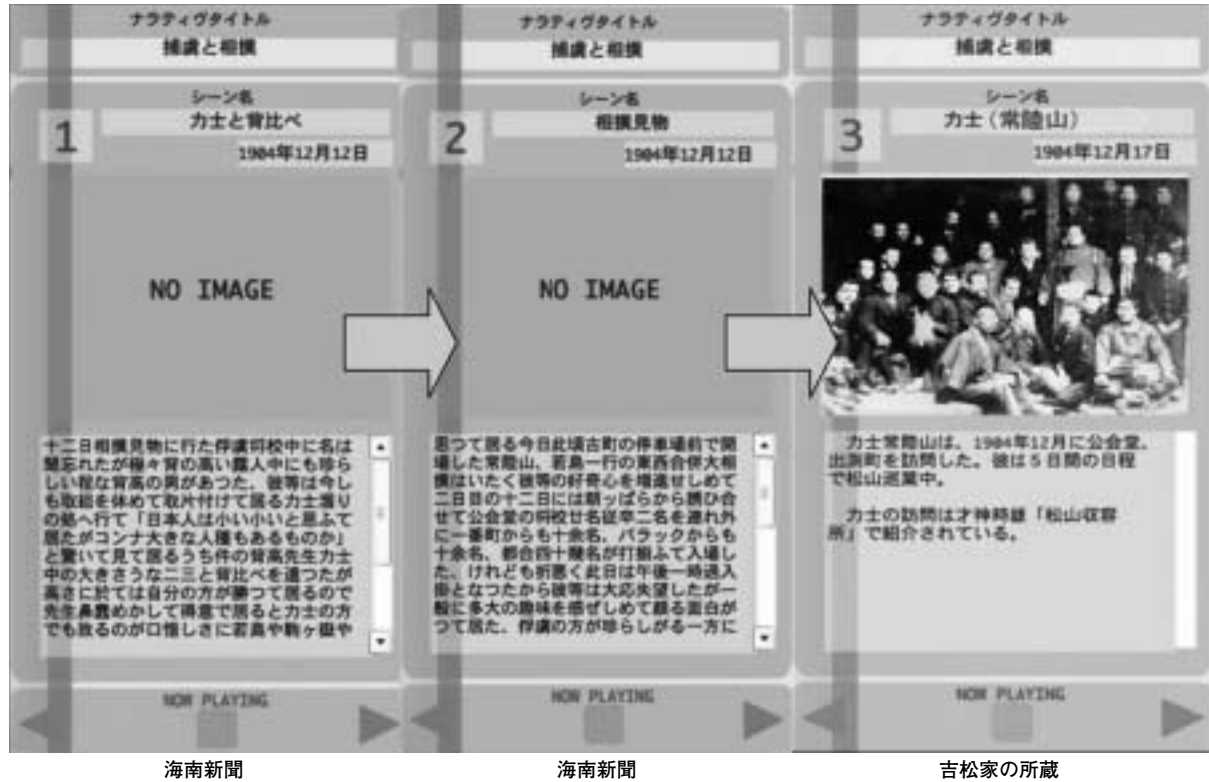 ナラティヴタイトル
捕虜と相撲
シーン名
1
力士と背比べ
1904年12月12日
NO IMAGE
十二日相撲見物に行た俘虜将校中に名は
聞忘れたが様々背の高い露人中にも珍ら
しい程な背高の男があつた、彼等は今し
も取組を休めて取片付けて居る力士溜り
の処へ行て「日本人は小い小いと思ふて
居たがコンナ大きな人種もあるものか」
と驚いて見て居るうち件の背高先生力士
中の大きさうな二三と背比べを遣つたが
高さに於ては自分の方が勝つて居るので
先生鼻蠢めかして得意で居ると力士の方
でも敗るのが口惜しさに若島や駒ヶ嶽や
NOW PLAYING
海南新聞
ナラティヴタイトル
捕虜と相撲
シーン名
2
相撲見物
1904年12月12日
NO IMAGE
思つて居る今日此頃古町の停車場前で開
場した常陸山、若島一行の東西合併大相
撲はいたく彼等の好奇心を増進せしめて
二日目の十二日には朝つぱらから誘ひ合
せて公会堂の将校廿名従卒二名を連れ外
に一番町からも十余名、バラックからも
十余名、都合四十幾名が打揃ふて入場し
た、けれども折悪く此日は午後一時過入
掛となつたから彼等は大応失望したが一
般に多大の趣味を感ぜしめて頗る面白が
つて居た、俘虜の方が珍らしがる一方に
NOW PLAYING
海南新聞
ナラティヴタイトル
捕虜と相撲
シーン名
3
力士（常陸山）
1904年12月17日
力士常陸山は、1904年12月に公会堂、
出渕町を訪問した。彼は５日間の日程
で松山巡業中。
力士の訪問は才神時雄「松山収容
所」で紹介されている。
NOW PLAYING
吉松家の所蔵